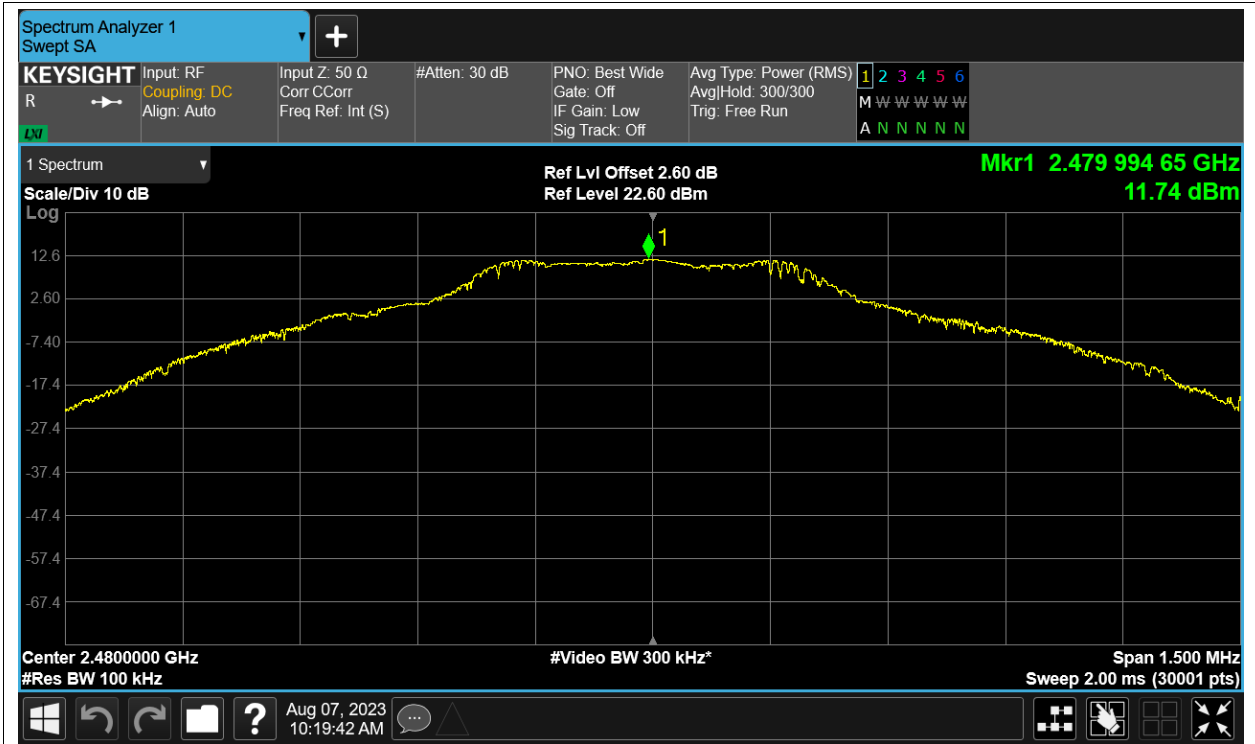 Spectrum Analyzer 1
Swept SA
KEYSIGHT
R
LXI
Input: RF
Coupling: DC
Align: Auto
Input Z: 50 Ω
Corr CCorr
Freq Ref: Int (S)
#Atten: 30 dB
PNO: Best Wide
Gate: Off
IF Gain: Low
Sig Track: Off
Avg Type: Power (RMS)
Avg|Hold: 300/300
Trig: Free Run
1 2 3 4 5 6
M W W W W W
A N N N N N
1 Spectrum
Scale/Div 10 dB
Log
Ref Lvl Offset 2.60 dB
Ref Level 22.60 dBm
Mkr1 2.479 994 65 GHz
11.74 dBm
1
12.6
2.60
-7.40
-17.4
-27.4
-37.4
-47.4
-57.4
-67.4
Center 2.4800000 GHz
#Res BW 100 kHz
#Video BW 300 kHz*
Span 1.500 MHz
Sweep 2.00 ms (30001 pts)
?
Aug 07, 2023
10:19:42 AM